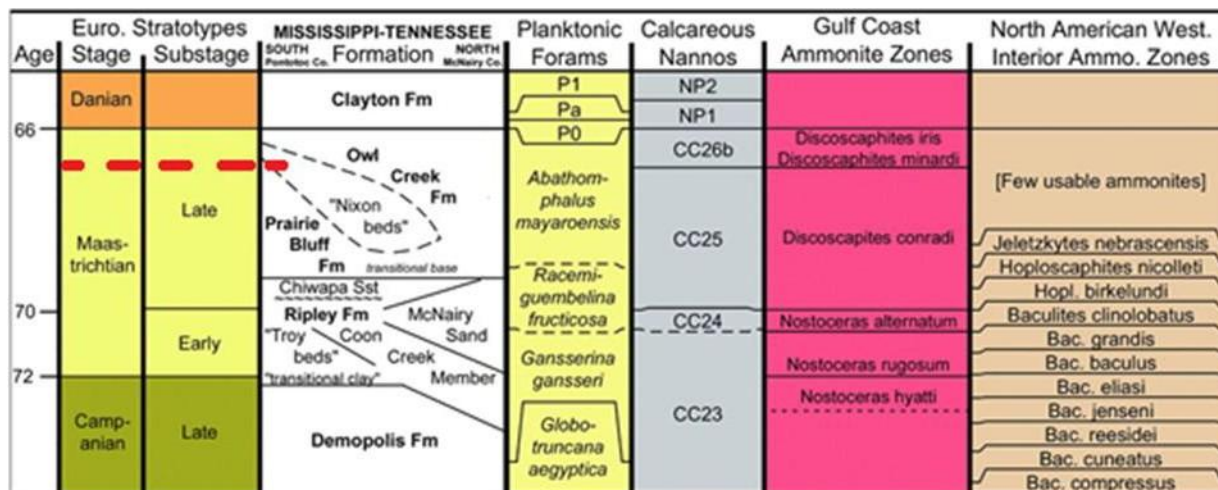 Euro. Stratotypes
MISSISSIPPI-TENNESSEE
Planktonic
Calcareous
Gulf Coast
North American West.
Age
Stage
Substage
SOUTH
Pontotoc Co.
Formation
NORTH
McNairy Co.
Forams
Nannos
Ammonite Zones
Interior Ammo. Zones
66
70
72
Danian
Maas-
trichtian
Camp-
anian
Late
Early
Late
Clayton Fm
Owl
Creek
Fm
"Nixon
beds"
Prairie
Bluff
Fm
transitional base
Chiwapa Sst
Ripley Fm
McNairy
Sand
"Troy
beds"
Coon
Creek
Member
"transitional clay"
Demopolis Fm
P1
Pa
P0
Abathom-
phalus
mayaroensis
Racemi-
guembelina
fructicosa
Gansserina
gansseri
Globo-
truncana
aegyptica
NP2
NP1
CC26b
CC25
CC24
CC23
Discoscaphites iris
Discoscaphites minardi
Discoscapites conradi
Nostoceras alternatum
Nostoceras rugosum
Nostoceras hyatti
[Few usable ammonites]
Jeletzkytes nebrascensis
Hoploscaphites nicolleti
Hopl. birkelundi
Baculites clinolobatus
Bac. grandis
Bac. baculus
Bac. eliasi
Bac. jenseni
Bac. reesidei
Bac. cuneatus
Bac. compressus